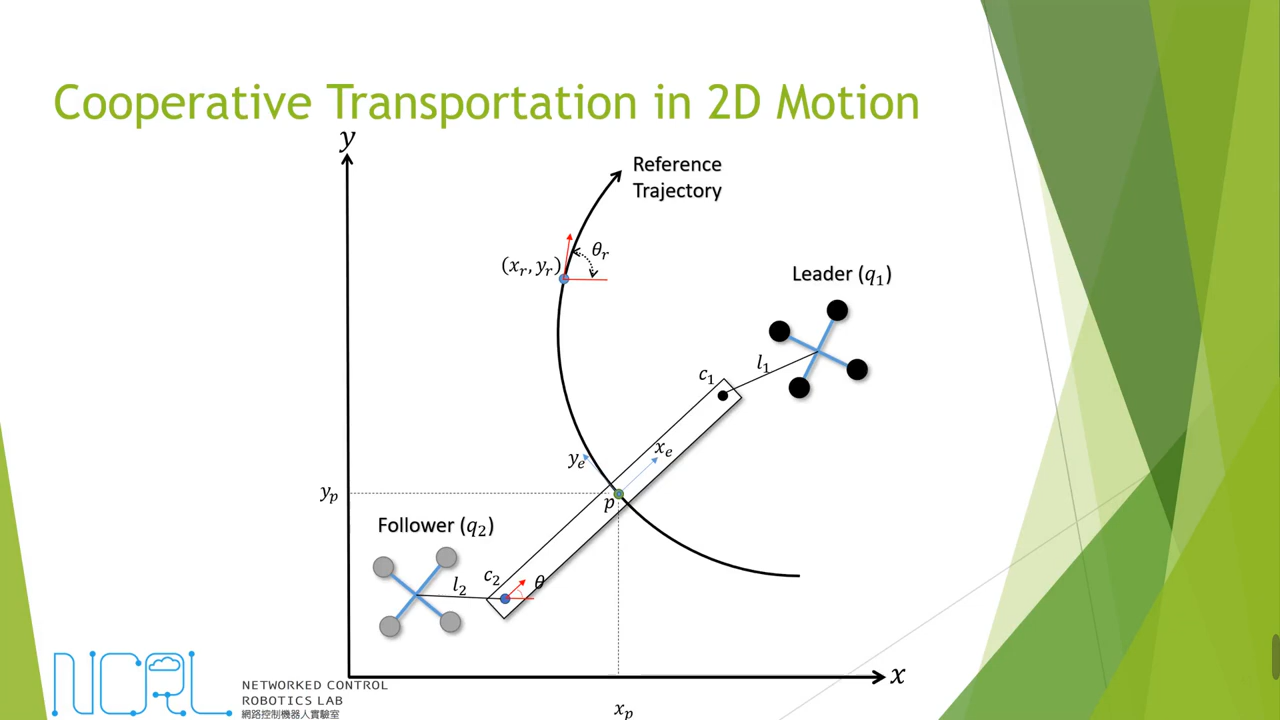 Cooperative Transportation in 2D Motion
y
Reference
Trajectory
θᵣ
(xᵣ, yᵣ)
Leader (q₁)
l₁
c₁
xₑ
yₑ
p
yₚ
Follower (q₂)
c₂
θ
l₂
x
xₚ
NCRL
NETWORKED CONTROL
ROBOTICS LAB
網路控制機器人實驗室